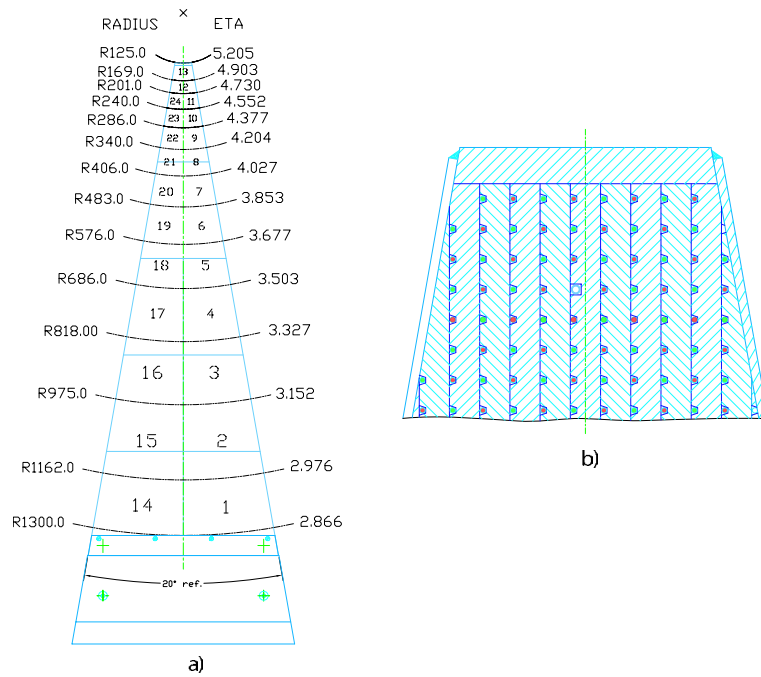 RADIUS ETA
R125.0 5.205
R169.0 13 4.903
R201.0 12 4.730
R240.0 24 11 4.552
R286.0 23 10 4.377
R340.0 22 9 4.204
R406.0 21 8 4.027
R483.0 20 7 3.853
R576.0 19 6 3.677
R686.0 18 5 3.503
R818.00 17 4 3.327
R975.0 16 3 3.152
R1162.0 15 2 2.976
R1300.0 14 1 2.866
20° ref.
a)
b)